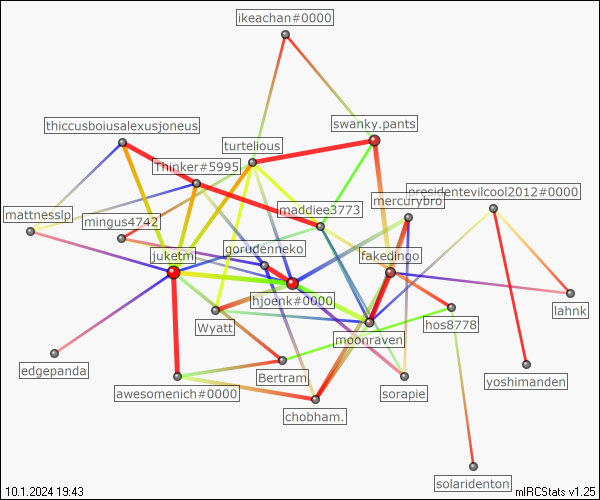 ikeachan#0000
thiccusboiusalexusjoneus
swanky.pants
turtelious
Thinker#5995
presidentevilcool2012#0000
mercurybro
maddiee3773
mattnesslp
mingus4742
gorudenneko
juketm
fakedingo
hjoenk#0000
lahnk
Wyatt
hos8778
moonraven
edgepanda
Bertram
yoshimanden
awesomenich#0000
sorapie
chobham.
solaridenton
10.1.2024 19:43
mIRCStats v1.25